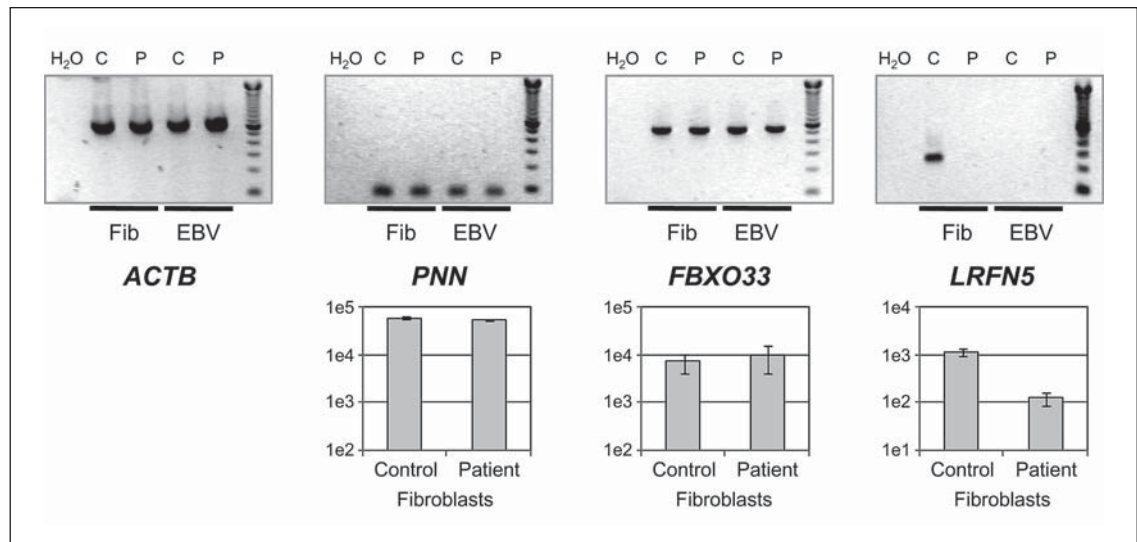 H₂O C P C P
H₂O C P C P
H₂O C P C P
H₂O C P C P
Fib EBV
Fib EBV
Fib EBV
Fib EBV
ACTB
PNN
FBXO33
LRFN5
1e5
1e4
1e3
1e2
Control Patient
Fibroblasts
1e5
1e4
1e3
1e2
Control Patient
Fibroblasts
1e4
1e3
1e2
1e1
Control Patient
Fibroblasts